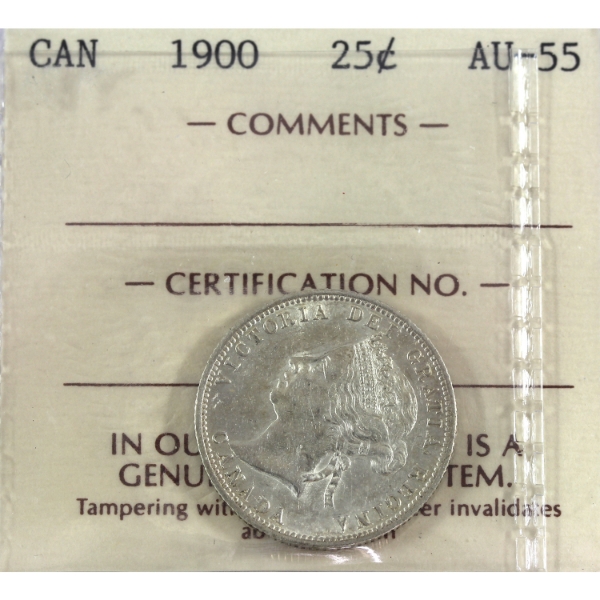 CAN 1900 25¢ AU-55
— COMMENTS —
— CERTIFICATION NO. —
VICTORIA DEI GRATIA REGINA CANADA
IN OU IS A
GENU TEM.
Tampering wit er invalidates